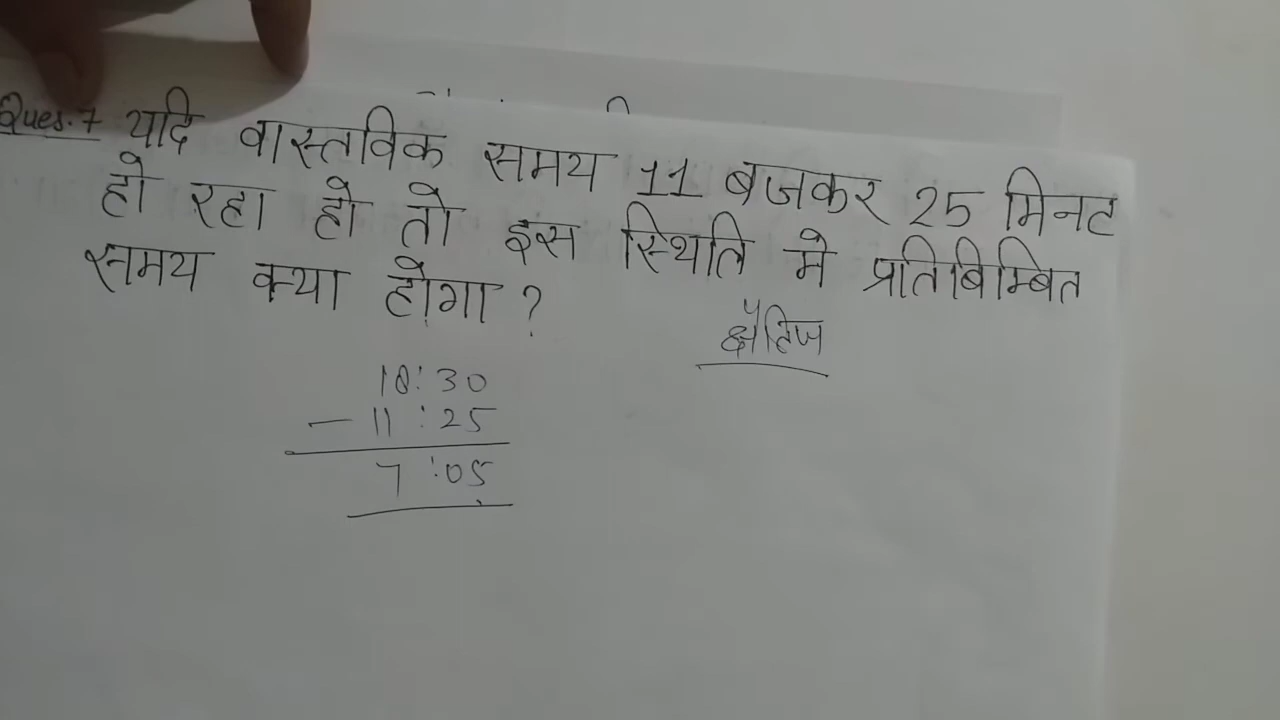 Ques.7 यदि वास्तविक समय 11 बजकर 25 मिनट
हो रहा हो तो इस स्थिति मे प्रतिबिम्बित
समय क्या होगा ?
क्षैतिज
18:30
- 11:25
7:05